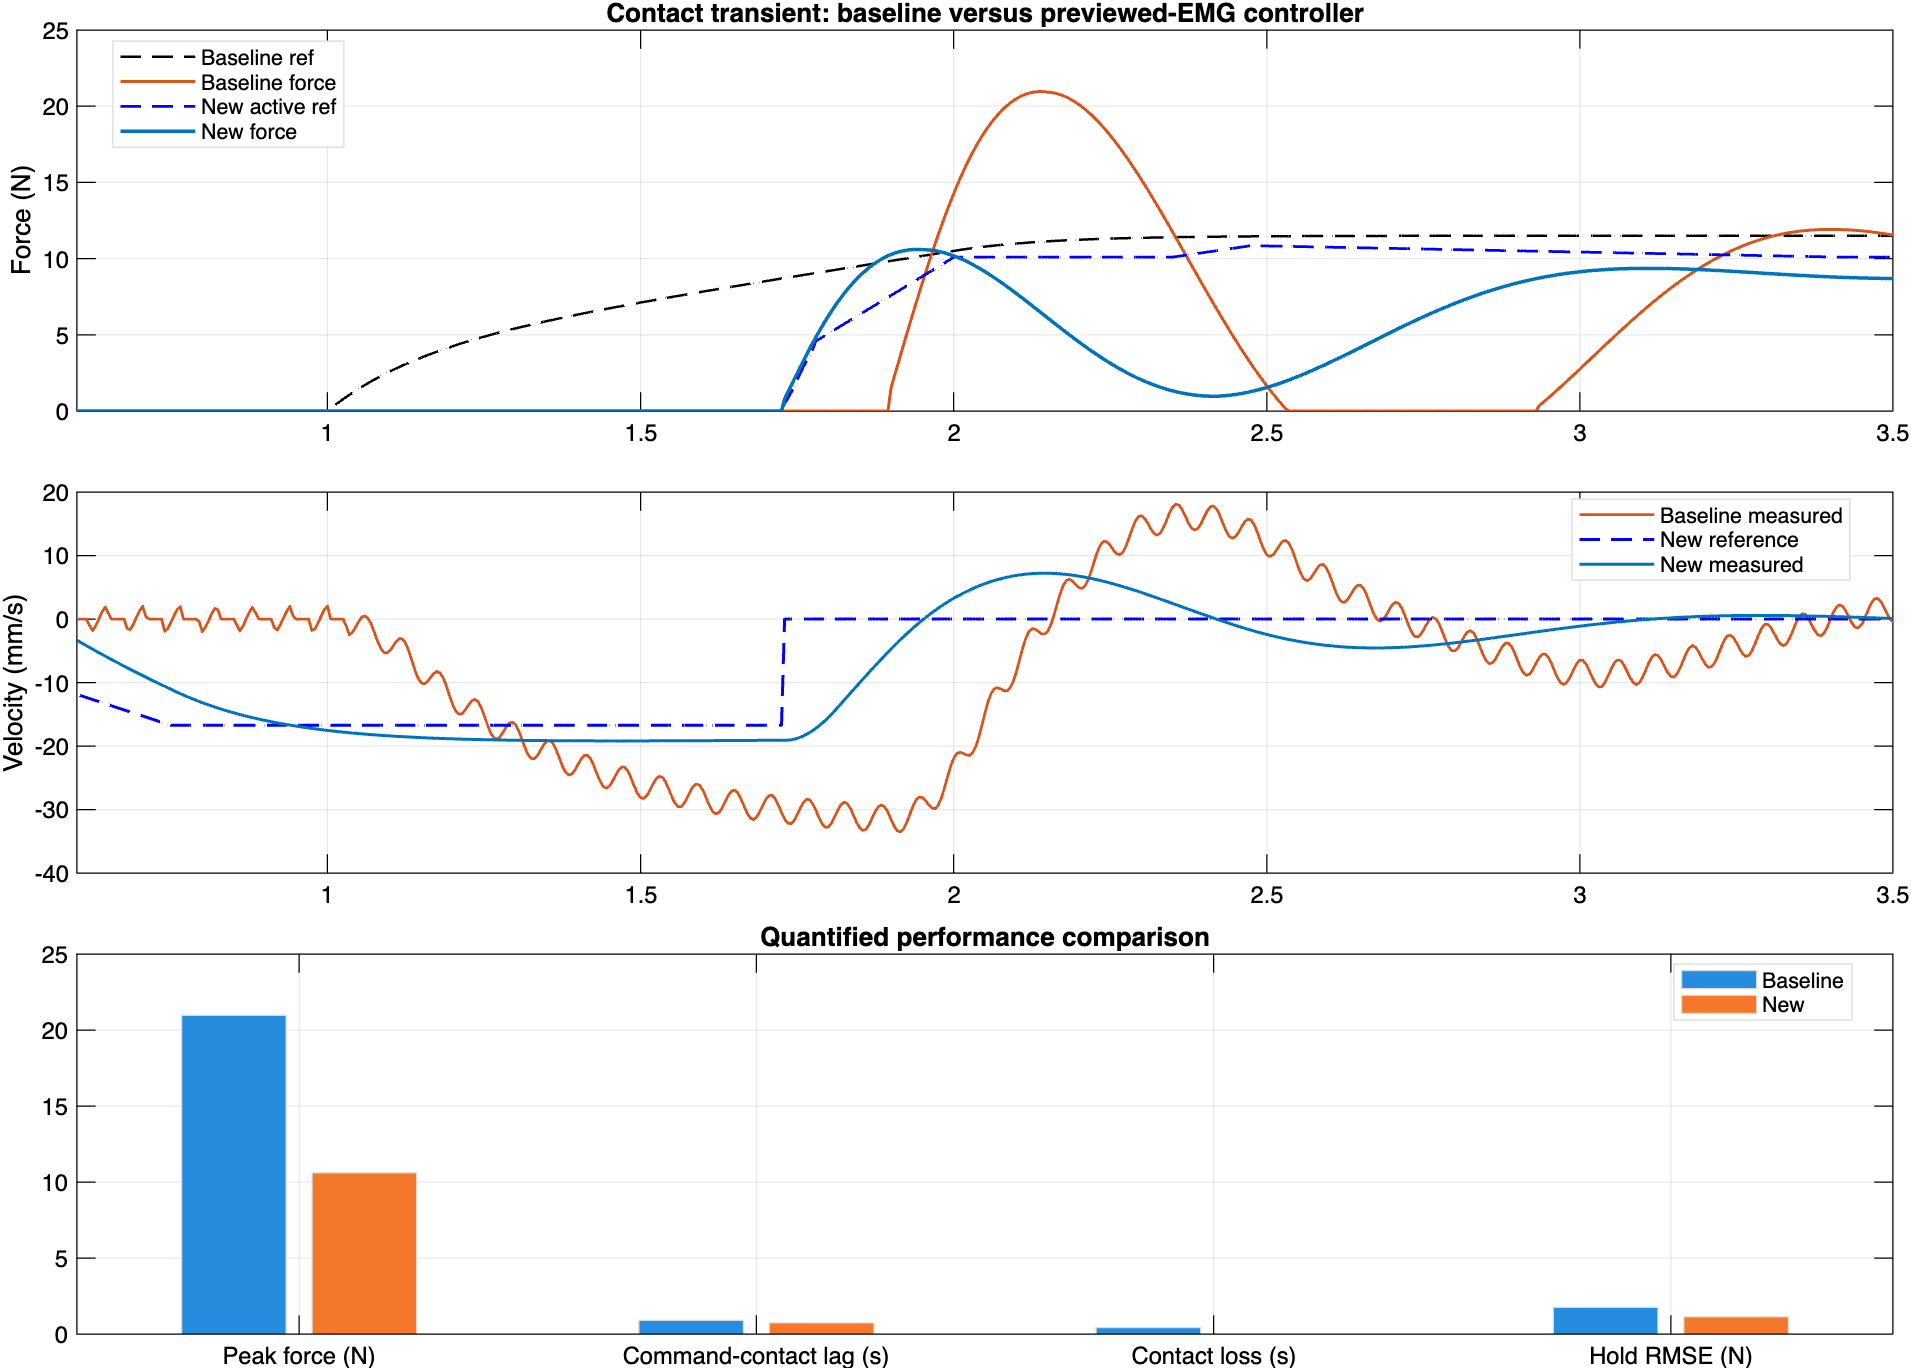 Contact transient: baseline versus previewed-EMG controller
25
20
15
10
5
0
Force (N)
Baseline ref
Baseline force
New active ref
New force
1
1.5
2
2.5
3
3.5
20
10
0
-10
-20
-30
-40
Velocity (mm/s)
Baseline measured
New reference
New measured
1
1.5
2
2.5
3
3.5
Quantified performance comparison
25
20
15
10
5
0
Baseline
New
Peak force (N)
Command-contact lag (s)
Contact loss (s)
Hold RMSE (N)